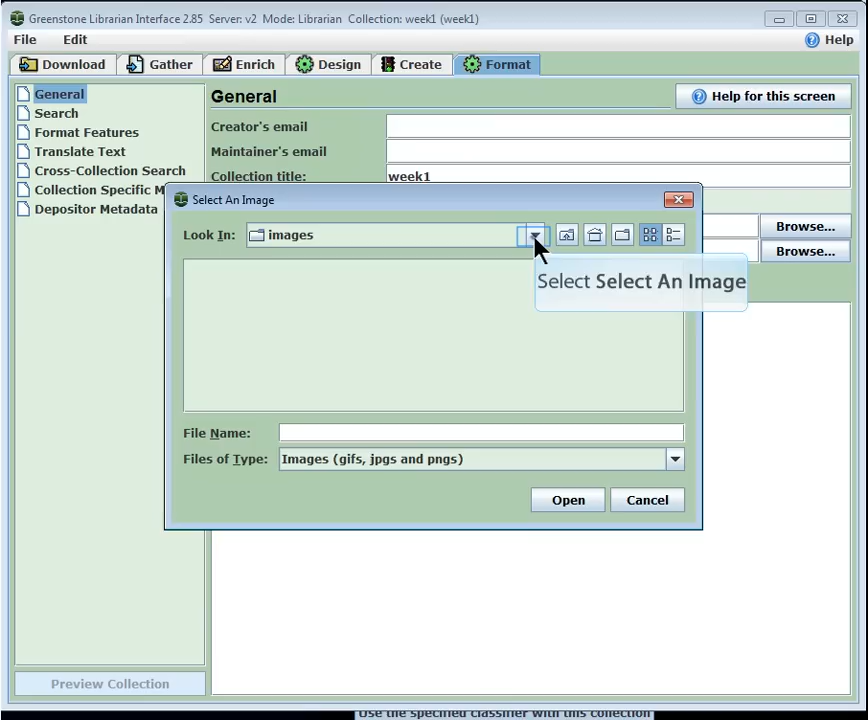 Greenstone Librarian Interface 2.85 Server: v2 Mode: Librarian Collection: week1 (week1)
File Edit Help
Download Gather Enrich Design Create Format
General
Search
Format Features
Translate Text
Cross-Collection Search
Collection Specific M
Depositor Metadata
General
Help for this screen
Creator's email
Maintainer's email
Collection title: week1
Browse...
Browse...
Select An Image
Look In: images
Select Select An Image
File Name:
Files of Type: Images (gifs, jpgs and pngs)
Open Cancel
Preview Collection
Use the specified classifier with this collection